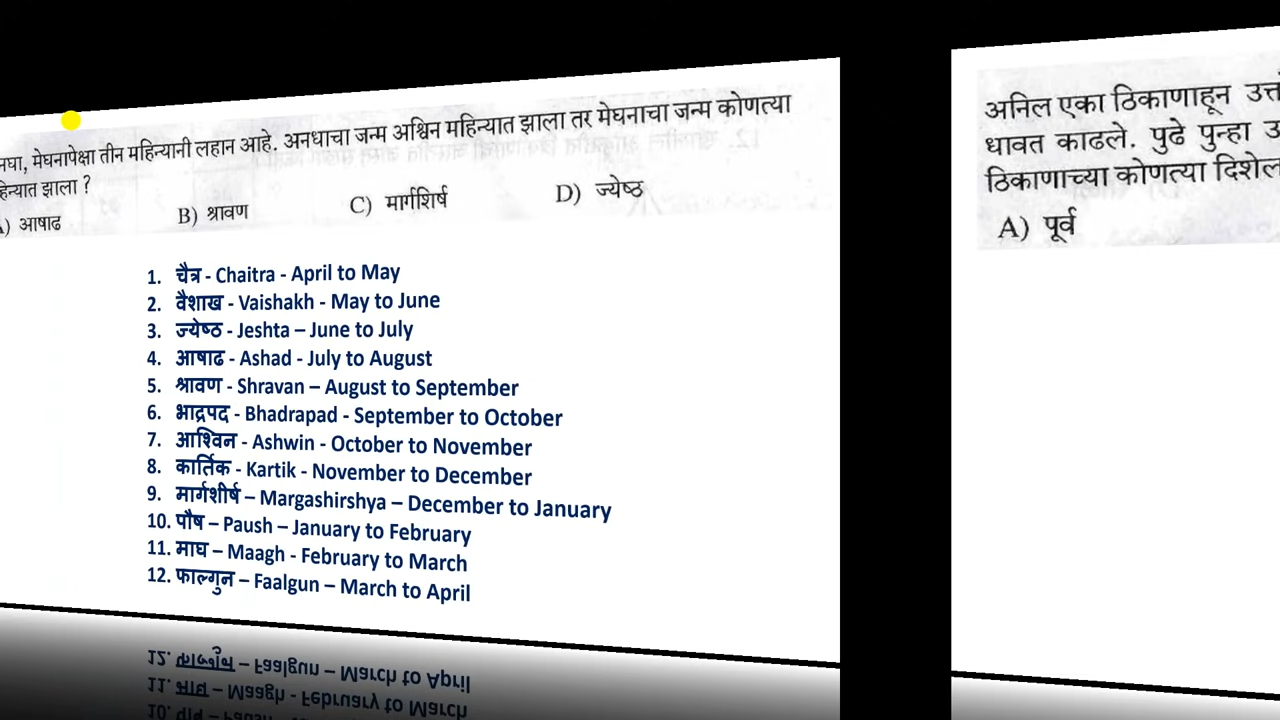 मेघनापेक्षा तीन महिन्यानी लहान आहे. अनधाचा जन्म अश्विन महिन्यात झाला तर मेघनाचा जन्म कोणत्या
झाला ?
आषाढ
B) श्रावण
C) मार्गशिर्ष
D) ज्येष्ठ
1. चैत्र - Chaitra - April to May
2. वैशाख - Vaishakh - May to June
3. ज्येष्ठ - Jeshta – June to July
4. आषाढ - Ashad - July to August
5. श्रावण - Shravan – August to September
6. भाद्रपद - Bhadrapad - September to October
7. आश्विन - Ashwin - October to November
8. कार्तिक - Kartik - November to December
9. मार्गशीर्ष – Margashirshya – December to January
10. पौष – Paush – January to February
11. माघ – Maagh - February to March
12. फाल्गुन – Faalgun – March to April
अनिल एका ठिकाणाहून
धावत काढले. पुढे पुन्हा
ठिकाणाच्या कोणत्या
A) पूर्व